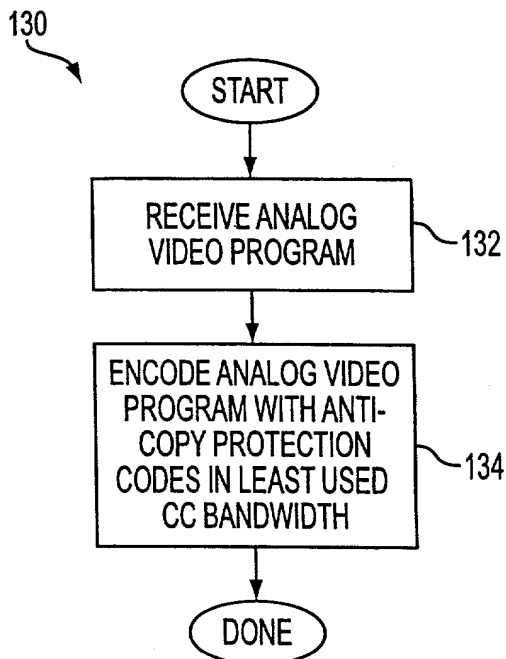 130
START
RECEIVE ANALOG
VIDEO PROGRAM
132
ENCODE ANALOG VIDEO
PROGRAM WITH ANTI-
COPY PROTECTION
CODES IN LEAST USED
CC BANDWIDTH
134
DONE